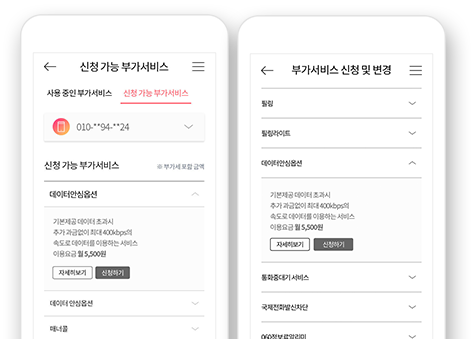 신청 가능 부가서비스
사용 중인 부가서비스 신청 가능 부가서비스
010-**94-**24
신청 가능 부가서비스 ※ 부가세 포함 금액
데이터안심옵션
기본제공 데이터 초과시
추가 과금없이 최대 400kbps의
속도로 데이터를 이용하는 서비스
이용요금 월 5,500원
자세히보기 신청하기
데이터 안심옵션
매너콜
부가서비스 신청 및 변경
필링
필링라이트
데이터안심옵션
기본제공 데이터 초과시
추가 과금없이 최대 400kbps의
속도로 데이터를 이용하는 서비스
이용요금 월 5,500원
자세히보기 신청하기
통화중대기 서비스
국제전화발신차단
060정보료알리미